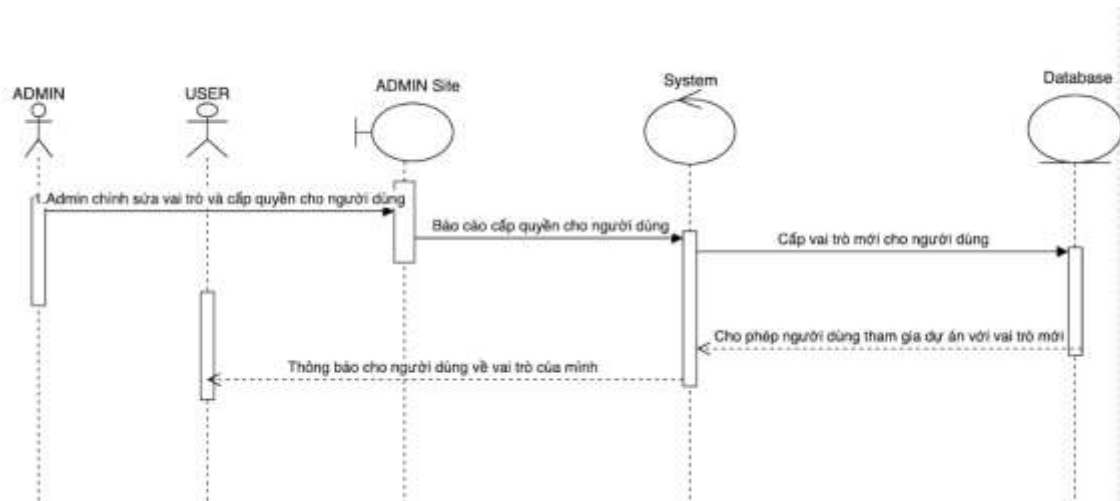 ADMIN
USER
ADMIN Site
System
Database
1.Admin chỉnh sửa vai trò và cấp quyền cho người dùng
Báo cáo cấp quyền cho người dùng
Cấp vai trò mới cho người dùng
Cho phép người dùng tham gia dự án với vai trò mới
Thông báo cho người dùng về vai trò của mình